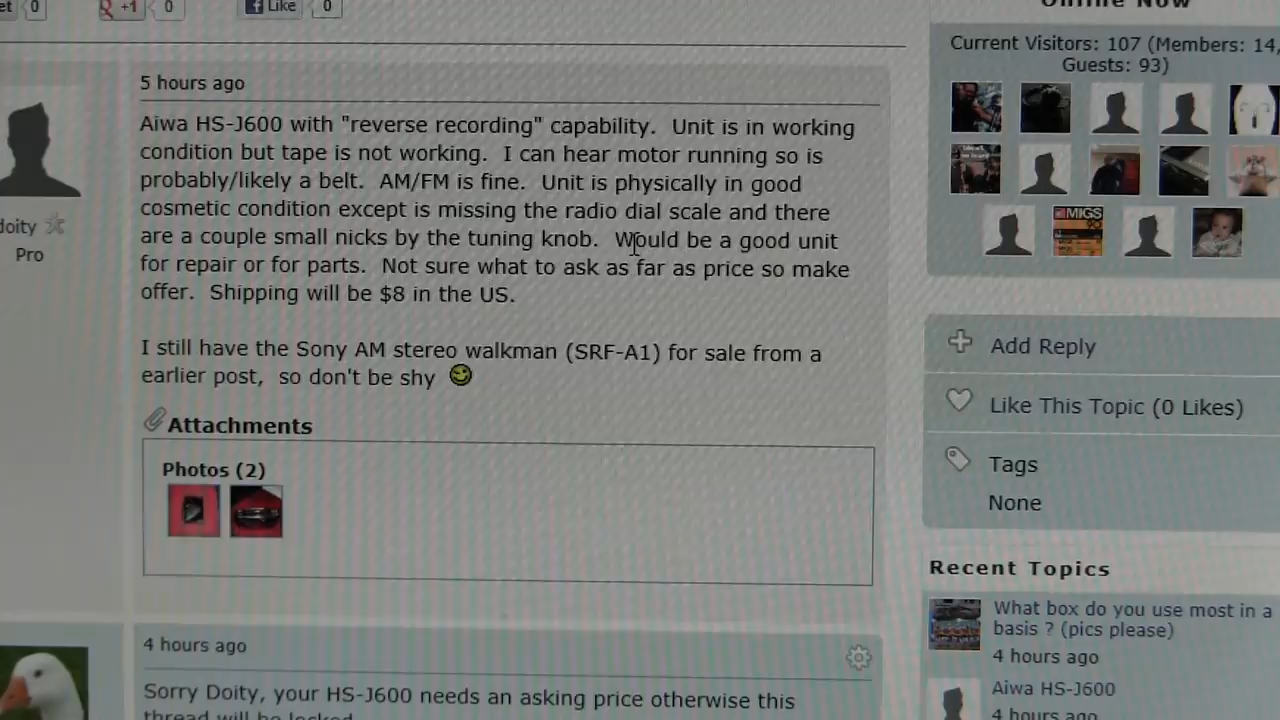 0
+1
0
Like
0
Online Now
Current Visitors: 107 (Members: 14,
Guests: 93)
5 hours ago
Aiwa HS-J600 with "reverse recording" capability.  Unit is in working
condition but tape is not working.  I can hear motor running so is
probably/likely a belt.  AM/FM is fine.  Unit is physically in good
cosmetic condition except is missing the radio dial scale and there
are a couple small nicks by the tuning knob.  Would be a good unit
for repair or for parts.  Not sure what to ask as far as price so make
offer.  Shipping will be $8 in the US.
I still have the Sony AM stereo walkman (SRF-A1) for sale from a
earlier post,  so don't be shy
doity
Pro
Attachments
Photos (2)
MIGS
Add Reply
Like This Topic (0 Likes)
Tags
None
Recent Topics
What box do you use most in a
basis ? (pics please)
4 hours ago
Aiwa HS-J600
4 hours ago
4 hours ago
Sorry Doity, your HS-J600 needs an asking price otherwise this
thread will be locked